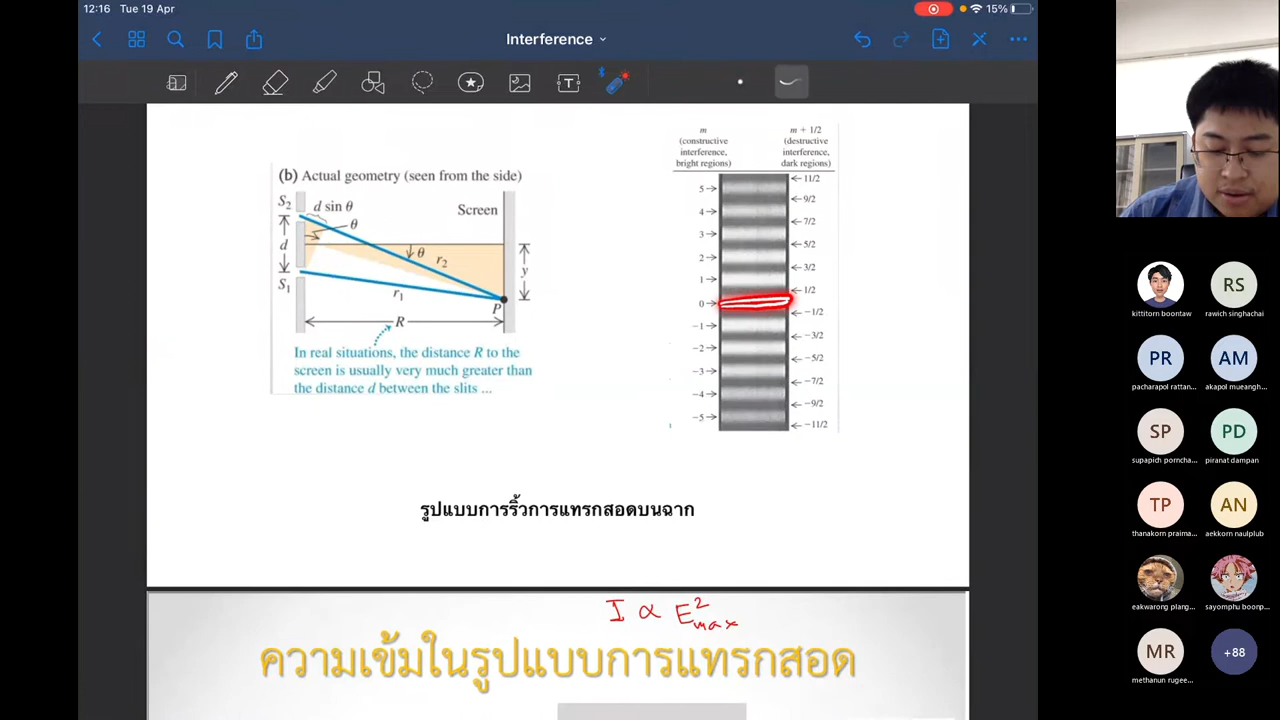 12:16 Tue 19 Apr
15%
Interference
(b) Actual geometry (seen from the side)
S2
d sin θ
Screen
θ
θ
d
r2
y
S1
r1
P
R
In real situations, the distance R to the
screen is usually very much greater than
the distance d between the slits ...
m
(constructive
interference,
bright regions)
m + 1/2
(destructive
interference,
dark regions)
11/2
5
9/2
4
7/2
3
5/2
2
3/2
1
1/2
0
−1/2
−1
−3/2
−2
−5/2
−3
−7/2
−4
−9/2
−5
−11/2
รูปแบบการริ้วการแทรกสอดบนฉาก
I ∝ E²max
ความเข้มในรูปแบบการแทรกสอด
RS
kittitorn boontaw
rawich singhachai
PR
AM
pacharapol rattan...
akapol mueangh...
SP
PD
supapich porncha...
piranat dampan
TP
AN
thanakorn praima...
aekkorn naulplub
eakwarong plang...
sayomphu boonp...
MR
+88
methanun rugee...